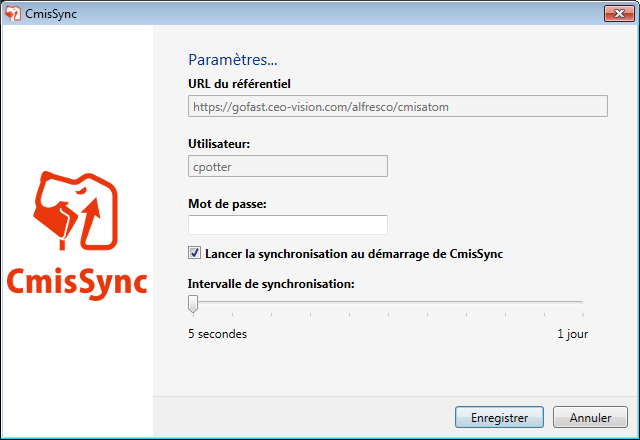 CmisSync
Paramètres...
URL du référentiel
https://gofast.ceo-vision.com/alfresco/cmisatom
Utilisateur:
cpotter
Mot de passe:
Lancer la synchronisation au démarrage de CmisSync
CmisSync
Intervalle de synchronisation:
5 secondes 1 jour
Enregistrer Annuler